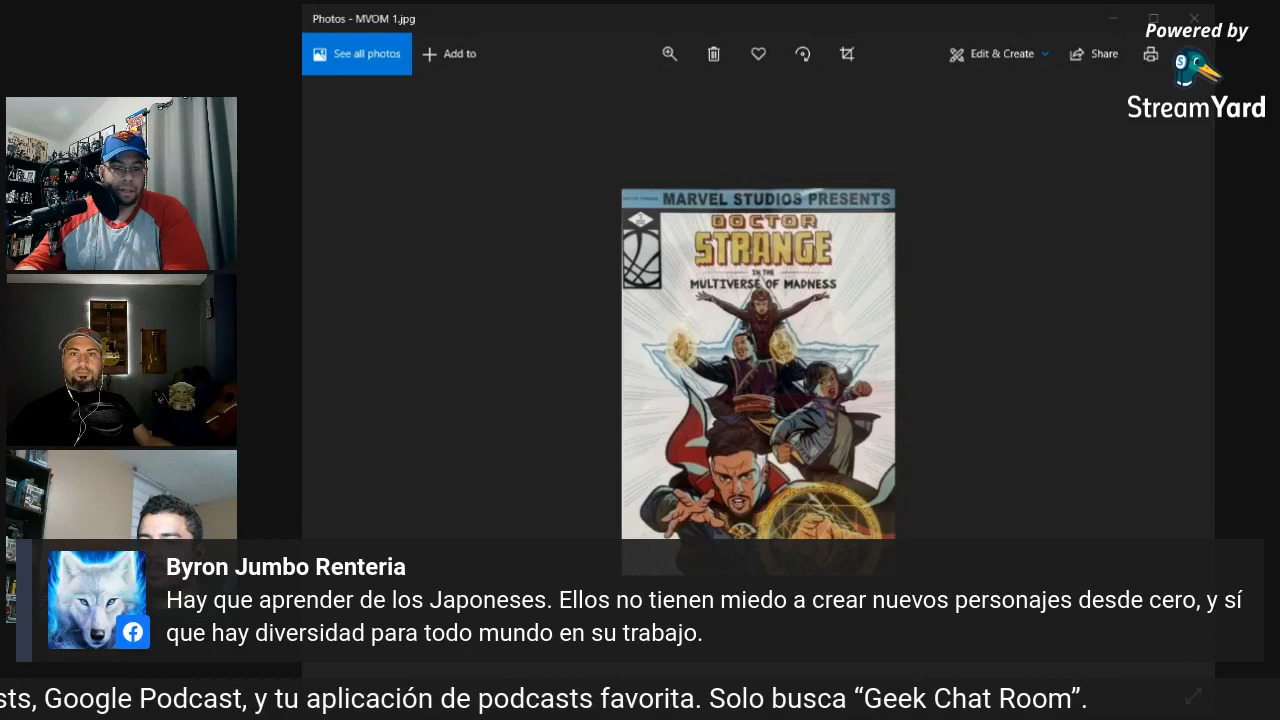 Photos - MVOM 1.jpg
See all photos
Add to
Edit & Create
Share
Powered by
StreamYard
MARVEL STUDIOS PRESENTS
DOCTOR
STRANGE
IN THE
MULTIVERSE OF MADNESS
Byron Jumbo Renteria
Hay que aprender de los Japoneses. Ellos no tienen miedo a crear nuevos personajes desde cero, y sí
que hay diversidad para todo mundo en su trabajo.
sts, Google Podcast, y tu aplicación de podcasts favorita. Solo busca “Geek Chat Room”.